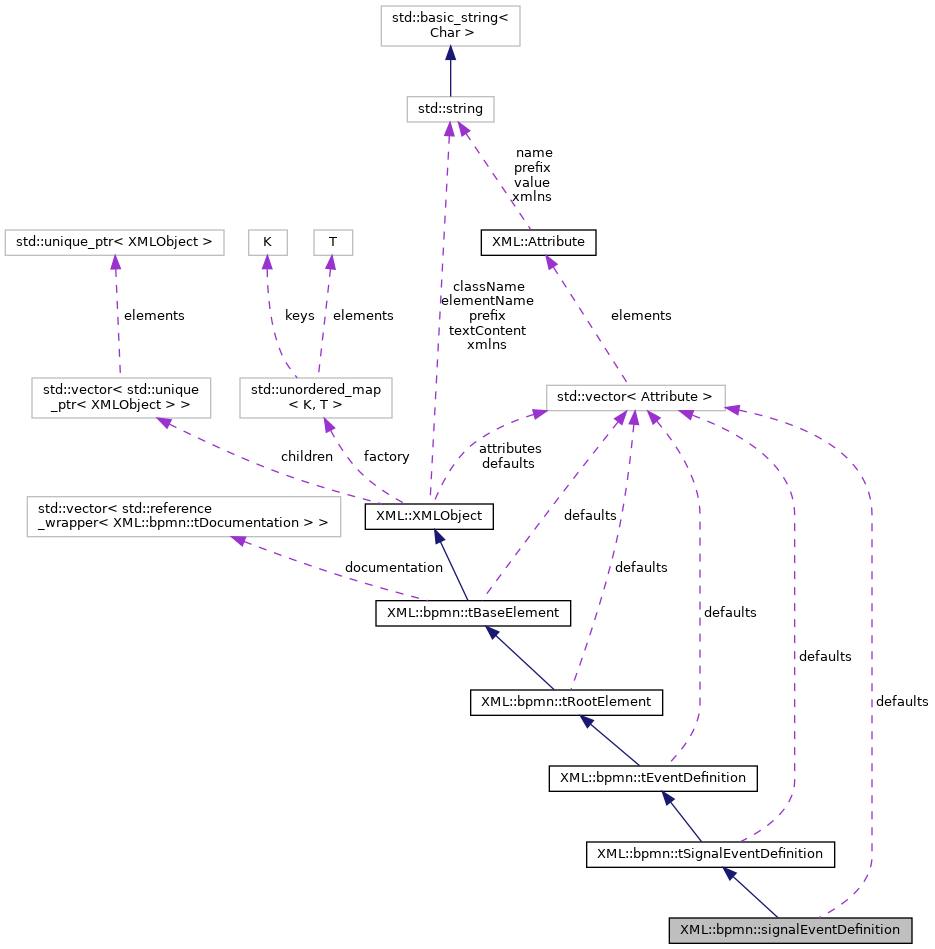 std::basic_string<
Char >
std::string
name
prefix
value
xmlns
std::unique_ptr< XMLObject >
K
T
XML::Attribute
className
elementName
prefix
textContent
xmlns
elements
keys
elements
elements
std::vector< std::unique
_ptr< XMLObject > >
std::unordered_map
< K, T >
std::vector< Attribute >
children
factory
attributes
defaults
std::vector< std::reference
_wrapper< XML::bpmn::tDocumentation > >
XML::XMLObject
defaults
documentation
defaults
XML::bpmn::tBaseElement
defaults
defaults
XML::bpmn::tRootElement
defaults
XML::bpmn::tEventDefinition
XML::bpmn::tSignalEventDefinition
XML::bpmn::signalEventDefinition